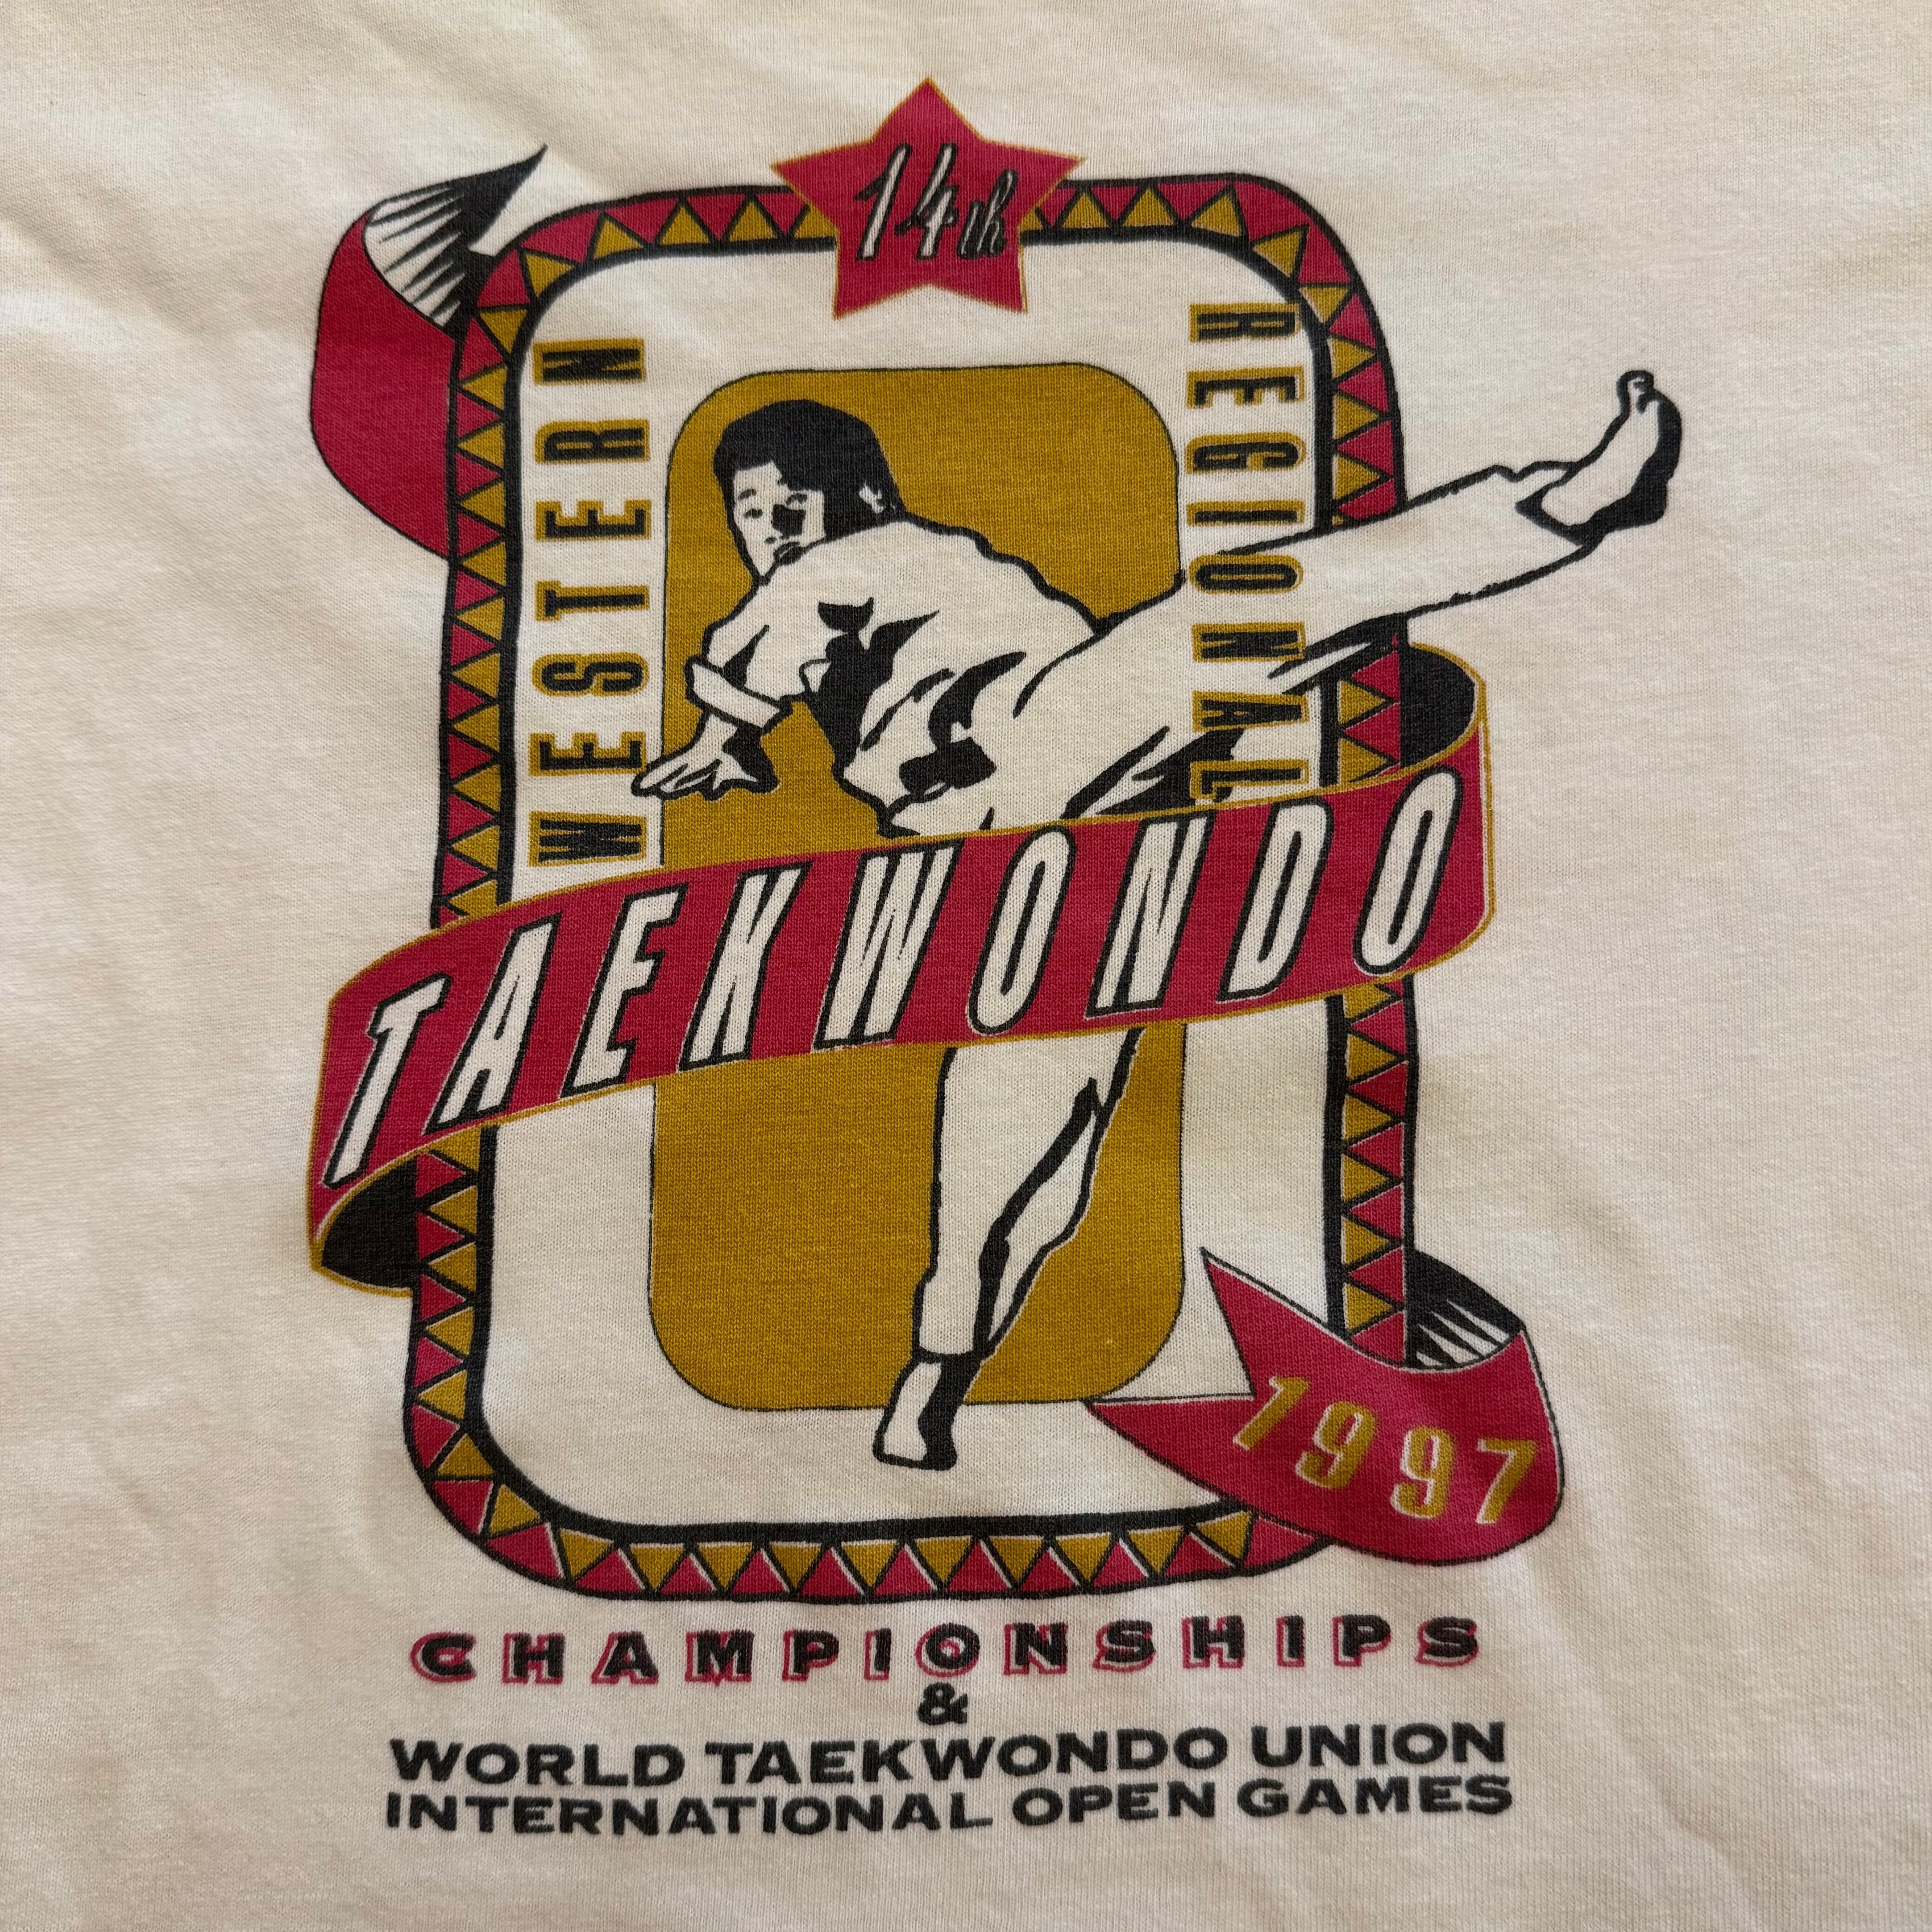 14th
WESTERN
REGIONAL
TAEKWONDO
1997
CHAMPIONSHIPS
&
WORLD TAEKWONDO UNION
INTERNATIONAL OPEN GAMES